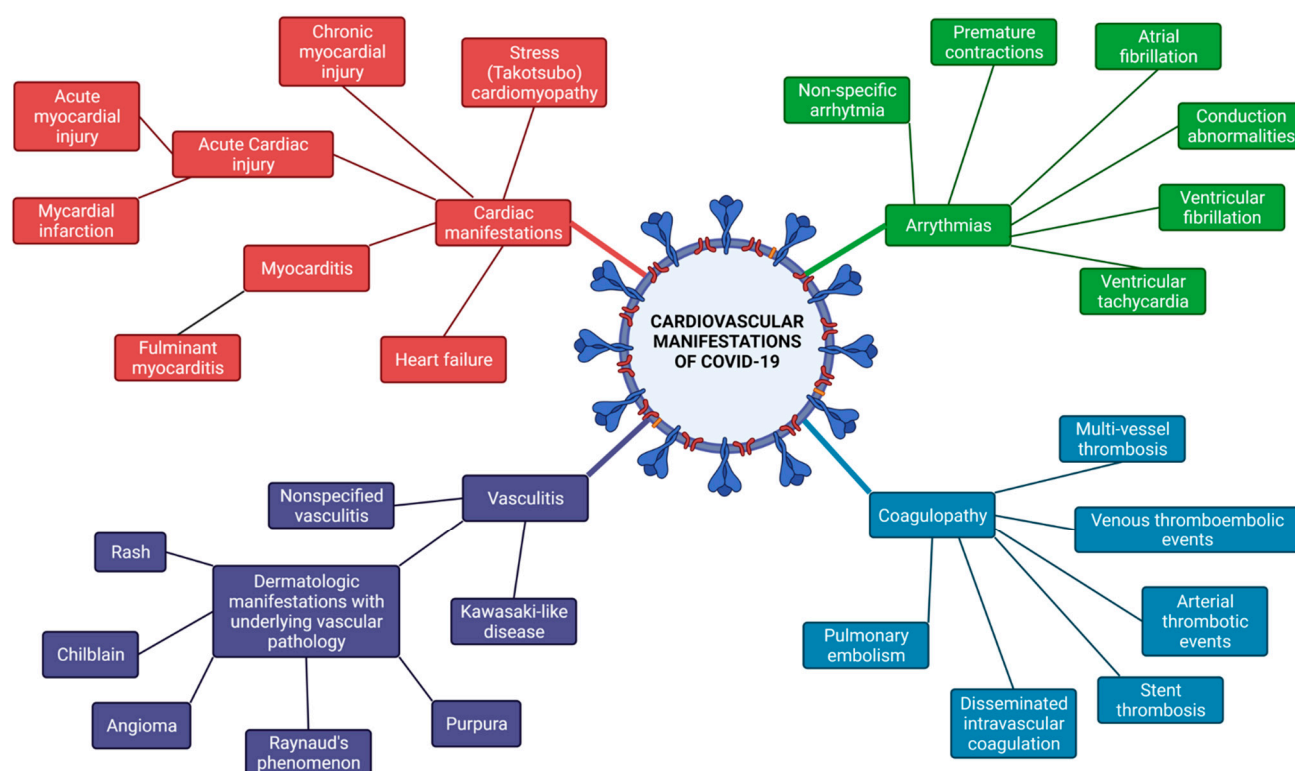 Chronic
myocardial
injury
Stress
(Takotsubo)
cardiomyopathy
Acute
myocardial
injury
Acute Cardiac
injury
Mycardial
infarction
Cardiac
manifestations
Myocarditis
Fulminant
myocarditis
Heart failure
Premature
contractions
Atrial
fibrillation
Non-specific
arrhytmia
Conduction
abnormalities
Ventricular
fibrillation
Arrythmias
Ventricular
tachycardia
CARDIOVASCULAR
MANIFESTATIONS
OF COVID-19
Vasculitis
Nonspecified
vasculitis
Rash
Dermatologic
manifestations with
underlying vascular
pathology
Kawasaki-like
disease
Chilblain
Angioma
Raynaud's
phenomenon
Purpura
Multi-vessel
thrombosis
Coagulopathy
Venous thromboembolic
events
Arterial
thrombotic
events
Pulmonary
embolism
Stent
thrombosis
Disseminated
intravascular
coagulation